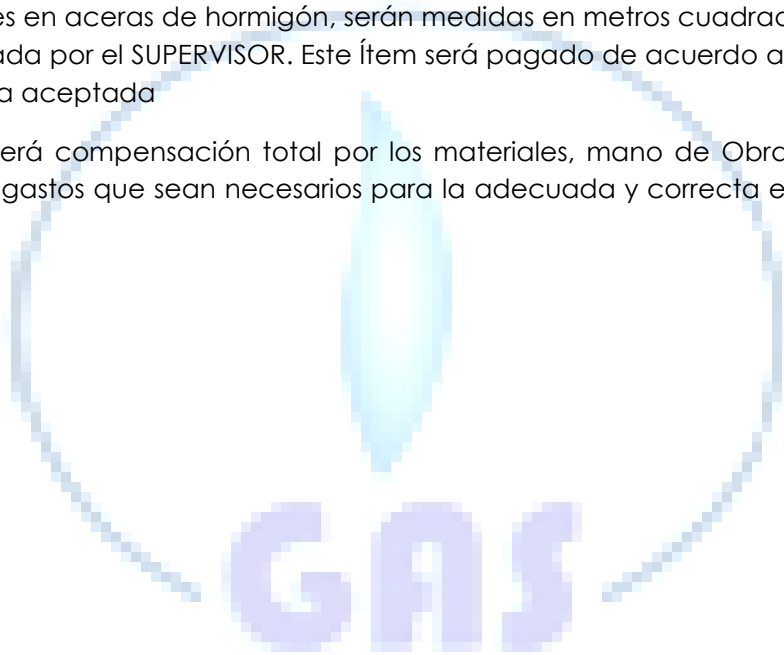 es en aceras de hormigón, serán medidas en metros cuadrad
ada por el SUPERVISOR. Este Ítem será pagado de acuerdo a
a aceptada
erá compensación total por los materiales, mano de Obra
gastos que sean necesarios para la adecuada y correcta e
GAS